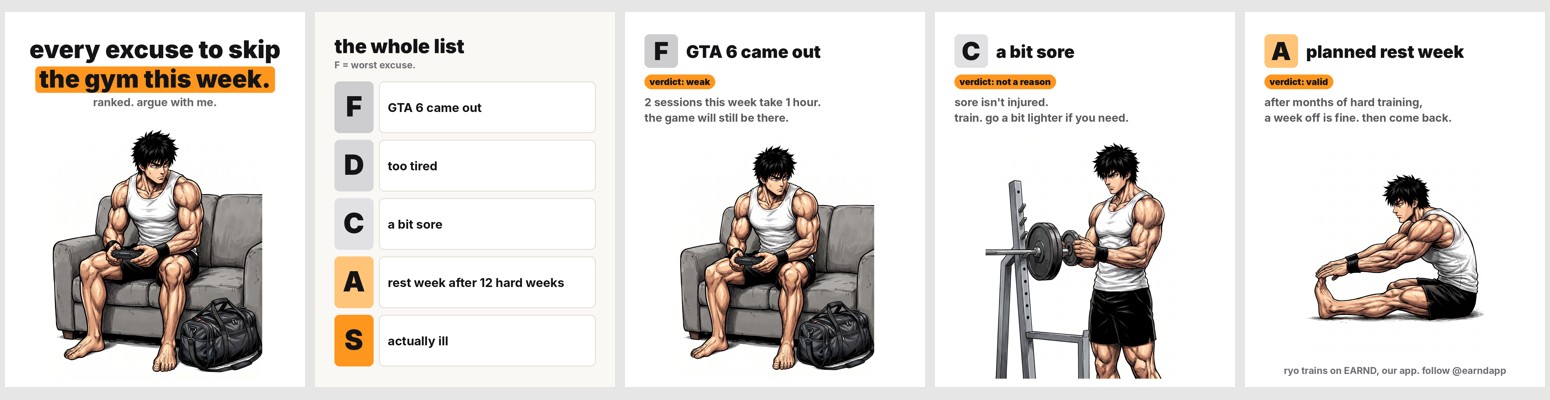 every excuse to skip
the gym this week.
ranked. argue with me.
the whole list
F = worst excuse.
F
GTA 6 came out
D
too tired
C
a bit sore
A
rest week after 12 hard weeks
S
actually ill
F GTA 6 came out
verdict: weak
2 sessions this week take 1 hour.
the game will still be there.
C a bit sore
verdict: not a reason
sore isn't injured.
train. go a bit lighter if you need.
A planned rest week
verdict: valid
after months of hard training,
a week off is fine. then come back.
ryo trains on EARND, our app. follow @earndapp